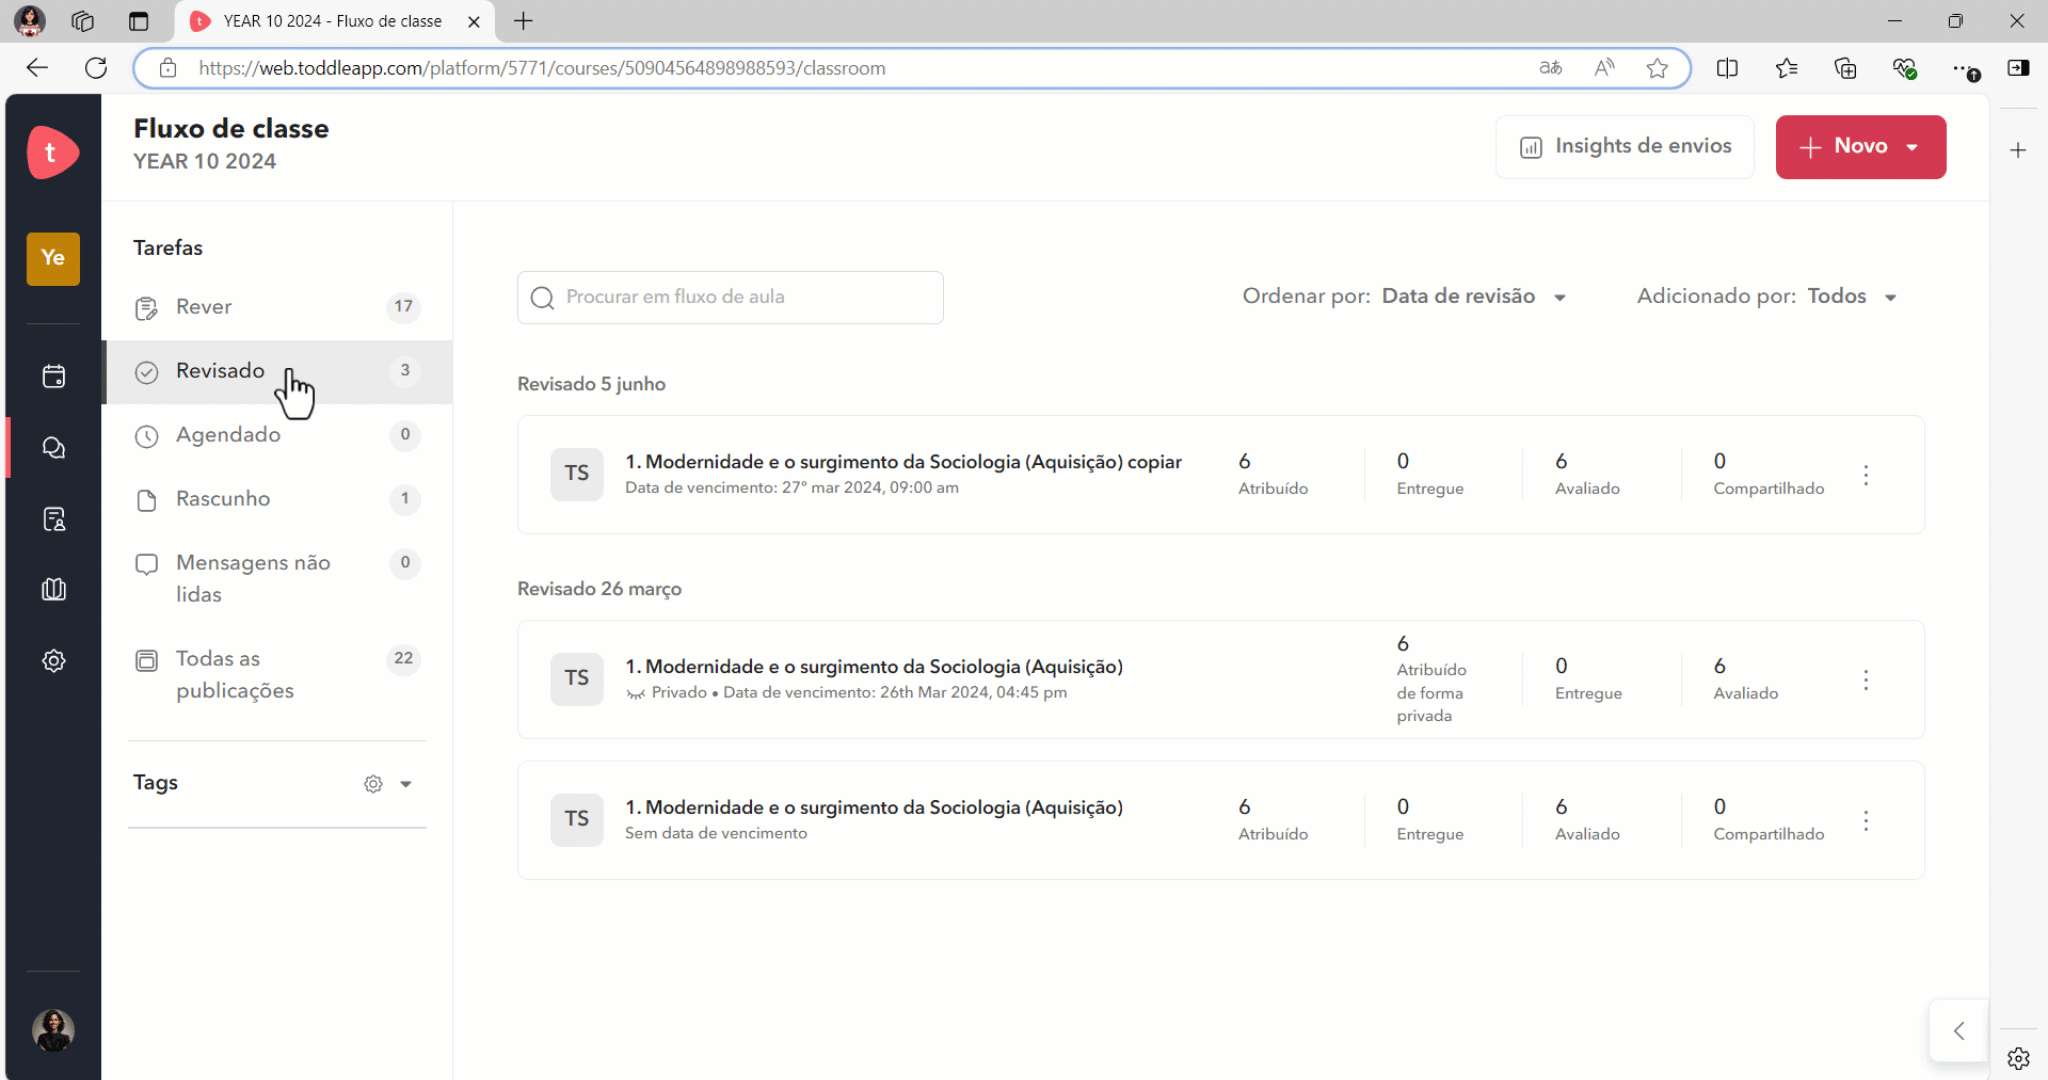 YEAR 10 2024 - Fluxo de classe
https://web.toddleapp.com/platform/5771/courses/50904564898988593/classroom
t
Fluxo de classe
YEAR 10 2024
Insights de envios
Novo
Ye
Tarefas
Rever 17
Revisado 3
Agendado 0
Rascunho 1
Mensagens não 0
lidas
Todas as 22
publicações
Tags
Procurar em fluxo de aula
Ordenar por: Data de revisão
Adicionado por: Todos
Revisado 5 junho
TS
1. Modernidade e o surgimento da Sociologia (Aquisição) copiar
Data de vencimento: 27° mar 2024, 09:00 am
6
Atribuído
0
Entregue
6
Avaliado
0
Compartilhado
Revisado 26 março
TS
1. Modernidade e o surgimento da Sociologia (Aquisição)
Privado • Data de vencimento: 26th Mar 2024, 04:45 pm
6
Atribuído
de forma
privada
0
Entregue
6
Avaliado
TS
1. Modernidade e o surgimento da Sociologia (Aquisição)
Sem data de vencimento
6
Atribuído
0
Entregue
6
Avaliado
0
Compartilhado